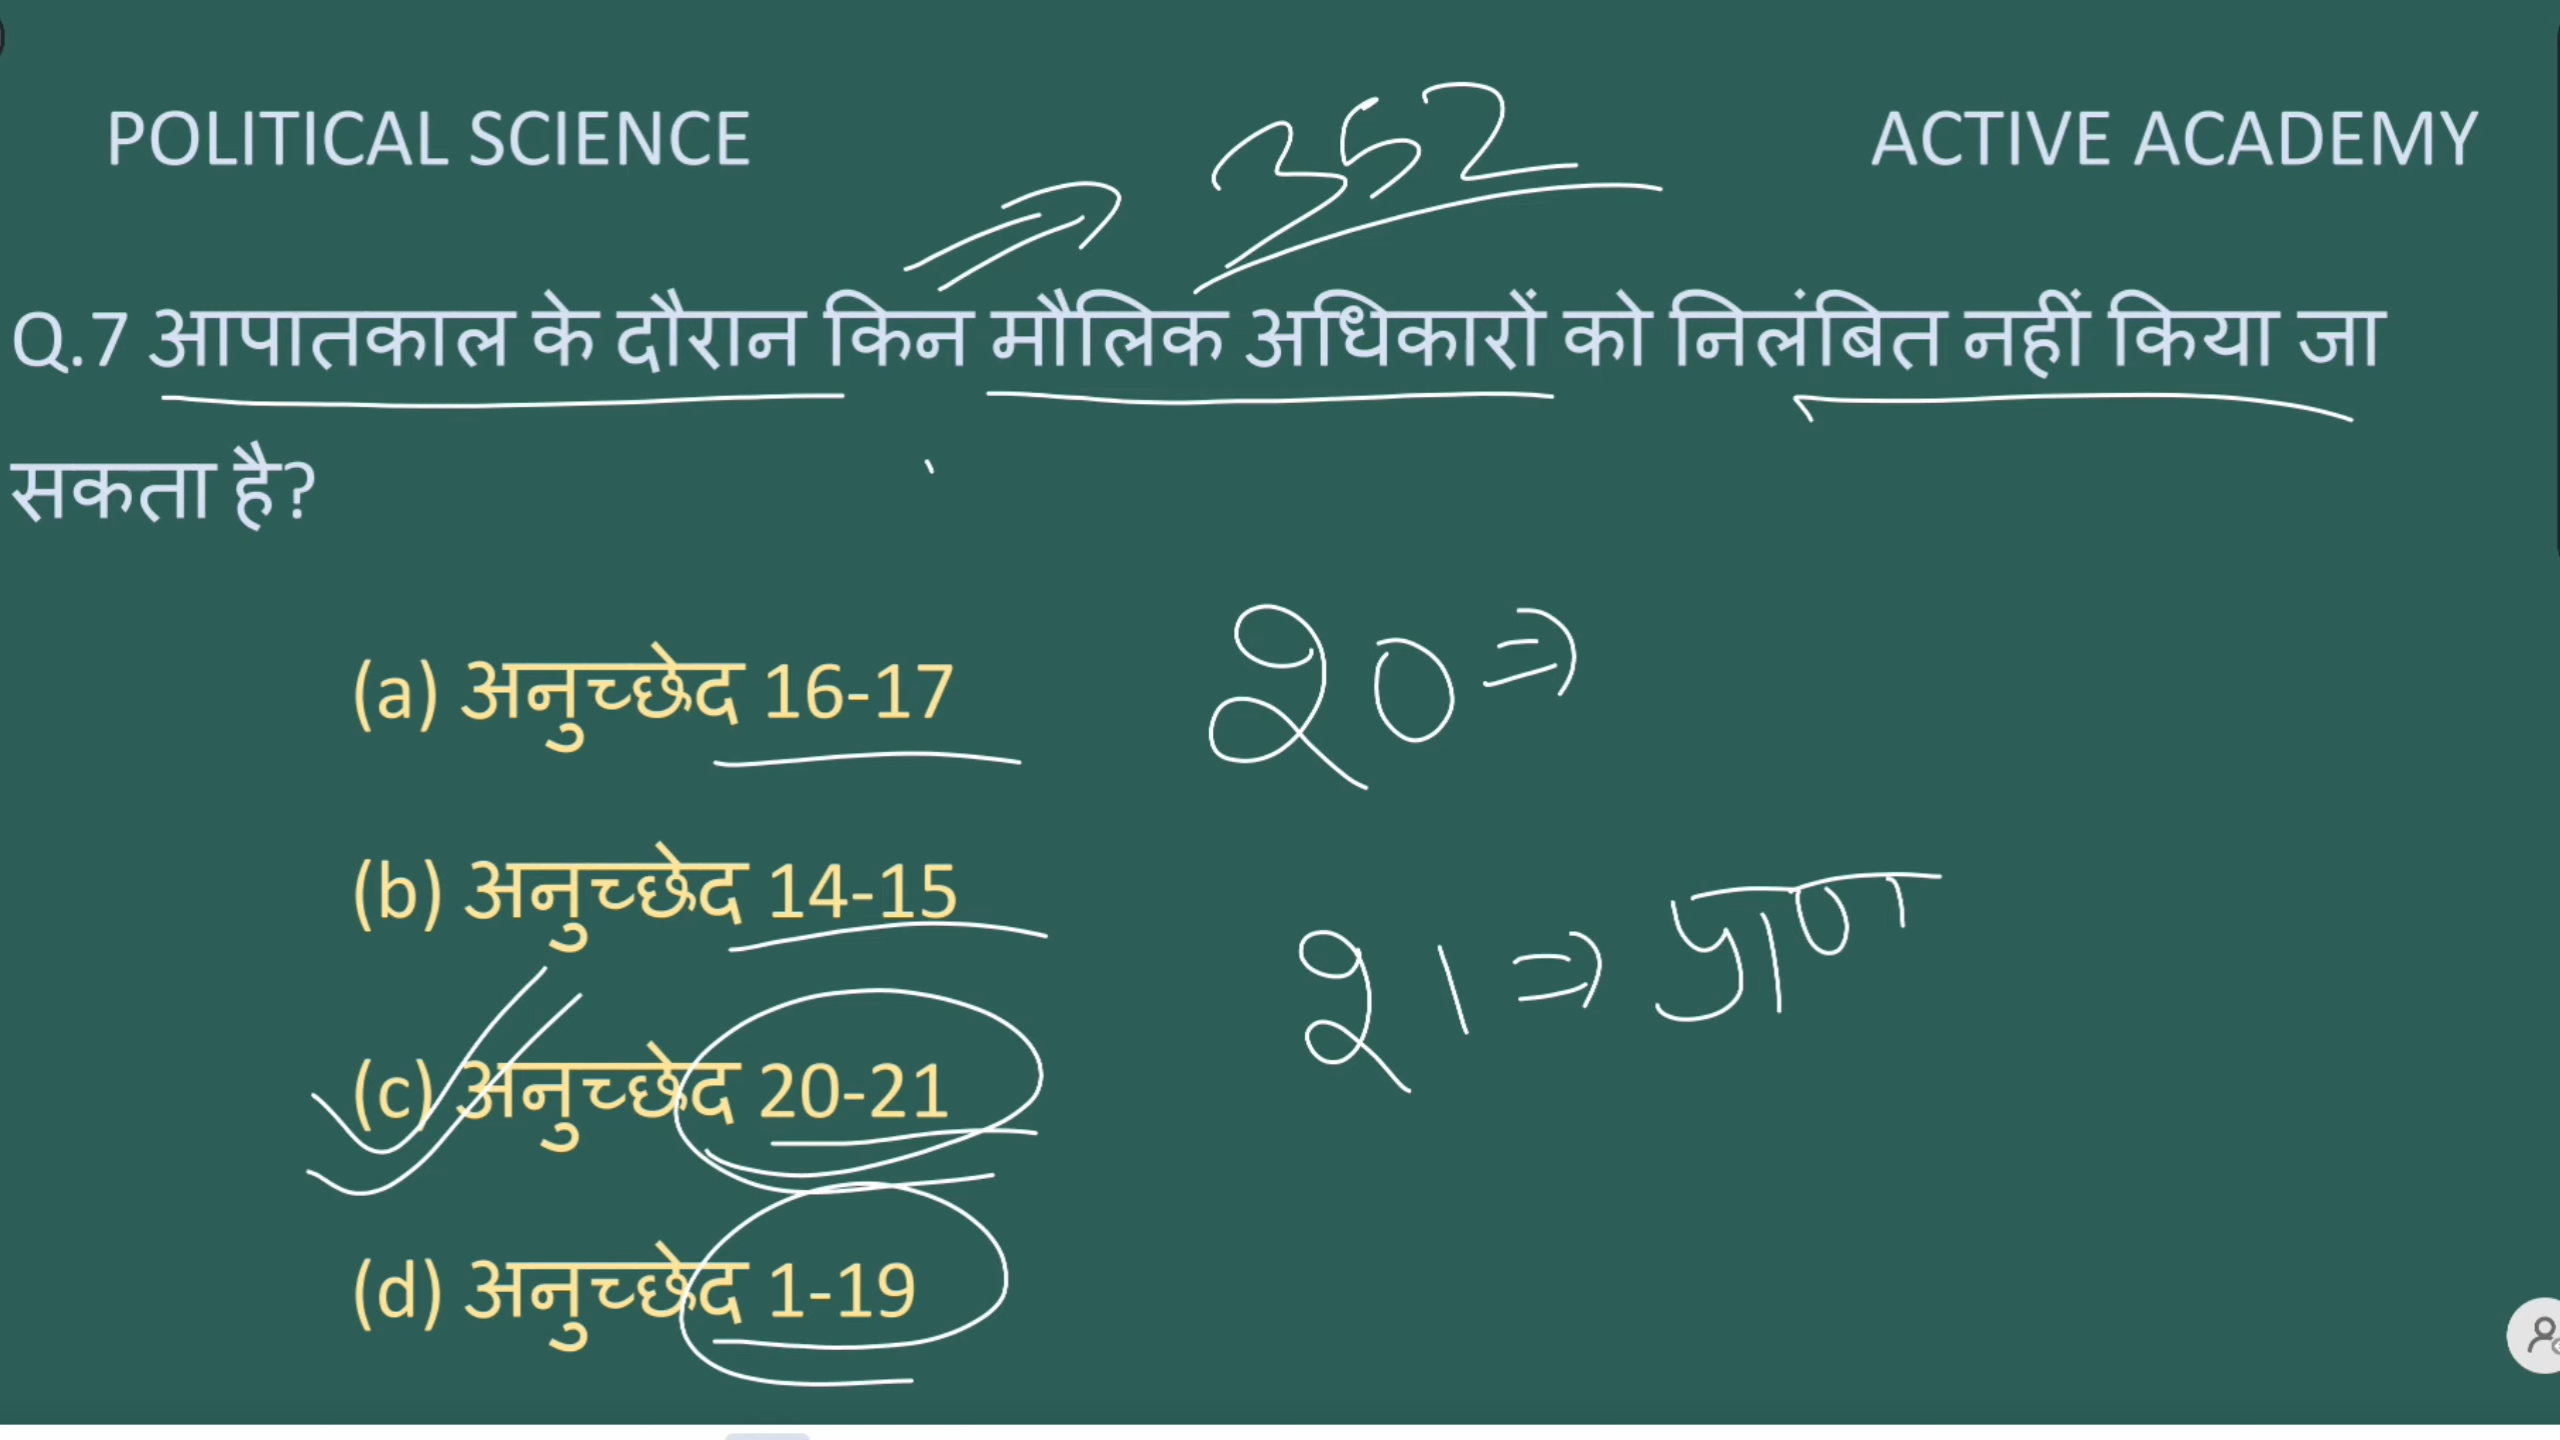 POLITICAL SCIENCE
ACTIVE ACADEMY
352
Q.7 आपातकाल के दौरान किन मौलिक अधिकारों को निलंबित नहीं किया जा
सकता है?
(a) अनुच्छेद 16-17
20 ⇒
(b) अनुच्छेद 14-15
21 ⇒ प्राण
(c) अनुच्छेद 20-21
(d) अनुच्छेद 1-19